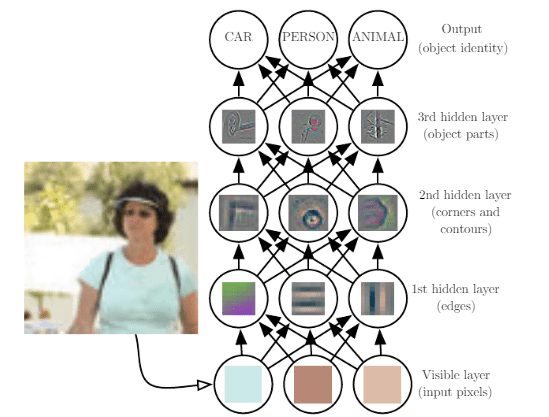 CAR PERSON ANIMAL
Output
(object identity)
3rd hidden layer
(object parts)
2nd hidden layer
(corners and
contours)
1st hidden layer
(edges)
Visible layer
(input pixels)